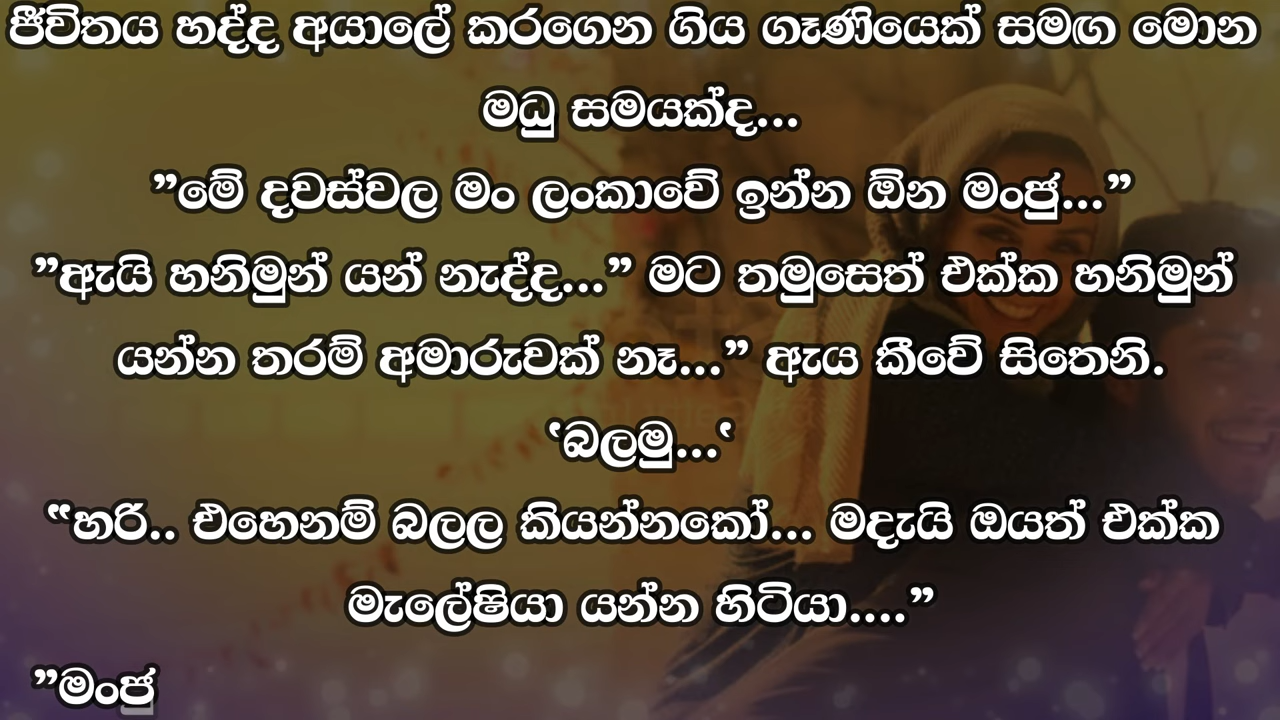 ජීවිතය හද්ද අයාලේ කරගෙන ගිය ගෑණියෙක් සමඟ මොන
මධු සමයක්ද...
”මේ දවස්වල මං ලංකාවේ ඉන්න ඕන මංජු...”
”ඇයි හනිමුන් යන් නැද්ද...” මට තමුසෙත් එක්ක හනිමුන්
යන්න තරම් අමාරුවක් නෑ...” ඇය කීවේ සිතෙනි.
‛බලමු...‛
“හරි.. එහෙනම් බලල කියන්නකෝ... මදැයි ඔයත් එක්ක
මැලේෂියා යන්න හිටියා....”
”මංජු